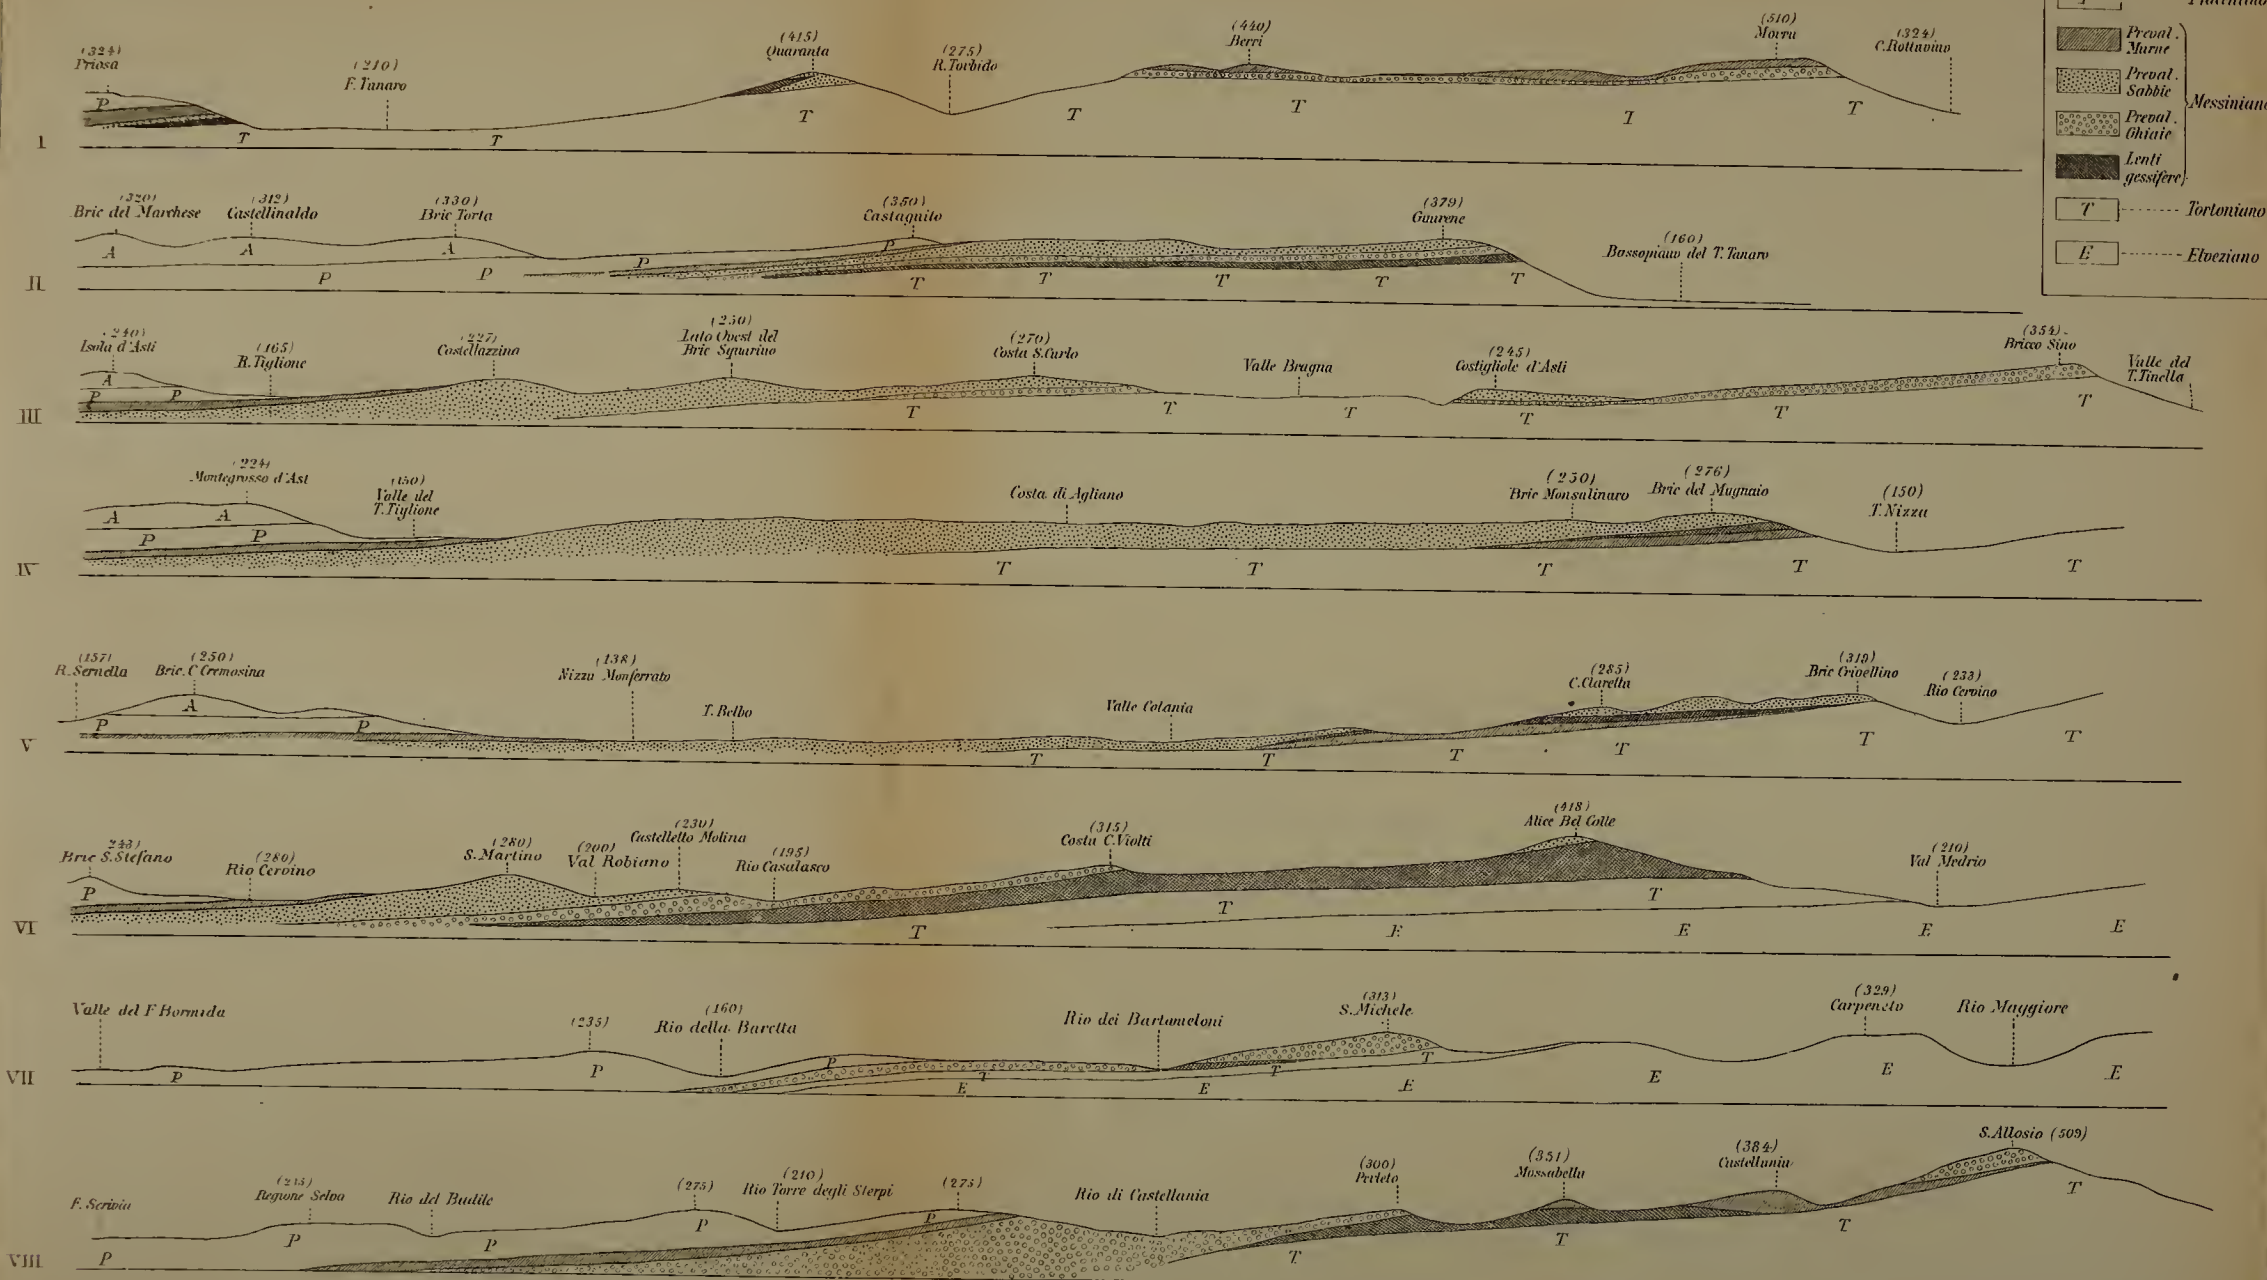 (324)
Priosa
(210)
F. Tanaro
(415)
Quaranta
(275)
R. Torbido
(440)
Berri
(510)
Morra
(324)
C. Rottavino
P
T
T
T
T
T
T
T
I
Preval.
Marne
Preval.
Sabbie
Preval.
Ghiaie
Lenti
gessifere
Messiniano
T
Tortoniano
E
Elveziano
(320)
Bric del Marchese
(312)
Castellinaldo
(330)
Bric Torta
(350)
Castagnito
(379)
Guarene
(160)
Bassopiano del T. Tanaro
A
A
A
P
P
P
P
T
T
T
T
T
II
(240)
Isola d'Asti
(165)
R. Tiglione
(227)
Castellazzina
(250)
Lato Ovest del
Bric Squarino
(270)
Costa S. Carlo
Valle Bragna
(245)
Costigliole d'Asti
(354)
Bricco Sino
Valle del
T. Tinella
A
P
P
T
T
T
T
T
T
III
(224)
Montegrosso d'Asti
(150)
Valle del
T. Tiglione
Costa di Agliano
(250)
Bric Monsalinaro
(276)
Bric del Mugnaio
(150)
T. Nizza
A
A
P
P
T
T
T
T
T
IV
(157)
R. Sernella
(250)
Bric. C. Cremosina
(138)
Nizza Monferrato
T. Belbo
Valle Colania
(285)
C. Claretta
(319)
Bric Crivellino
(233)
Rio Cervino
P
A
P
T
T
T
T
T
T
V
243)
Bric S. Stefano
(280)
Rio Cervino
(280)
S. Martino
(200)
Val Robiano
(230)
Castelletto Molina
(195)
Rio Casalasco
(315)
Costa C. Violti
(418)
Alice Bel Colle
(210)
Val Medrio
P
T
T
T
E
E
E
E
VI
Valle del F. Bormida
(235)
(160)
Rio della Baretta
Rio dei Bartameloni
(313)
S. Michele
(329)
Carpeneto
Rio Maggiore
P
P
P
T
E
E
T
T
E
E
E
E
VII
F. Scrivia
Regione Selva
Rio del Badile
(275)
(210)
Rio Torre degli Sterpi
(275)
Rio di Castellania
(300)
Perleto
(351)
Massabella
(384)
Castellania
S. Allosio (509)
P
P
P
P
P
T
T
T
T
VIII